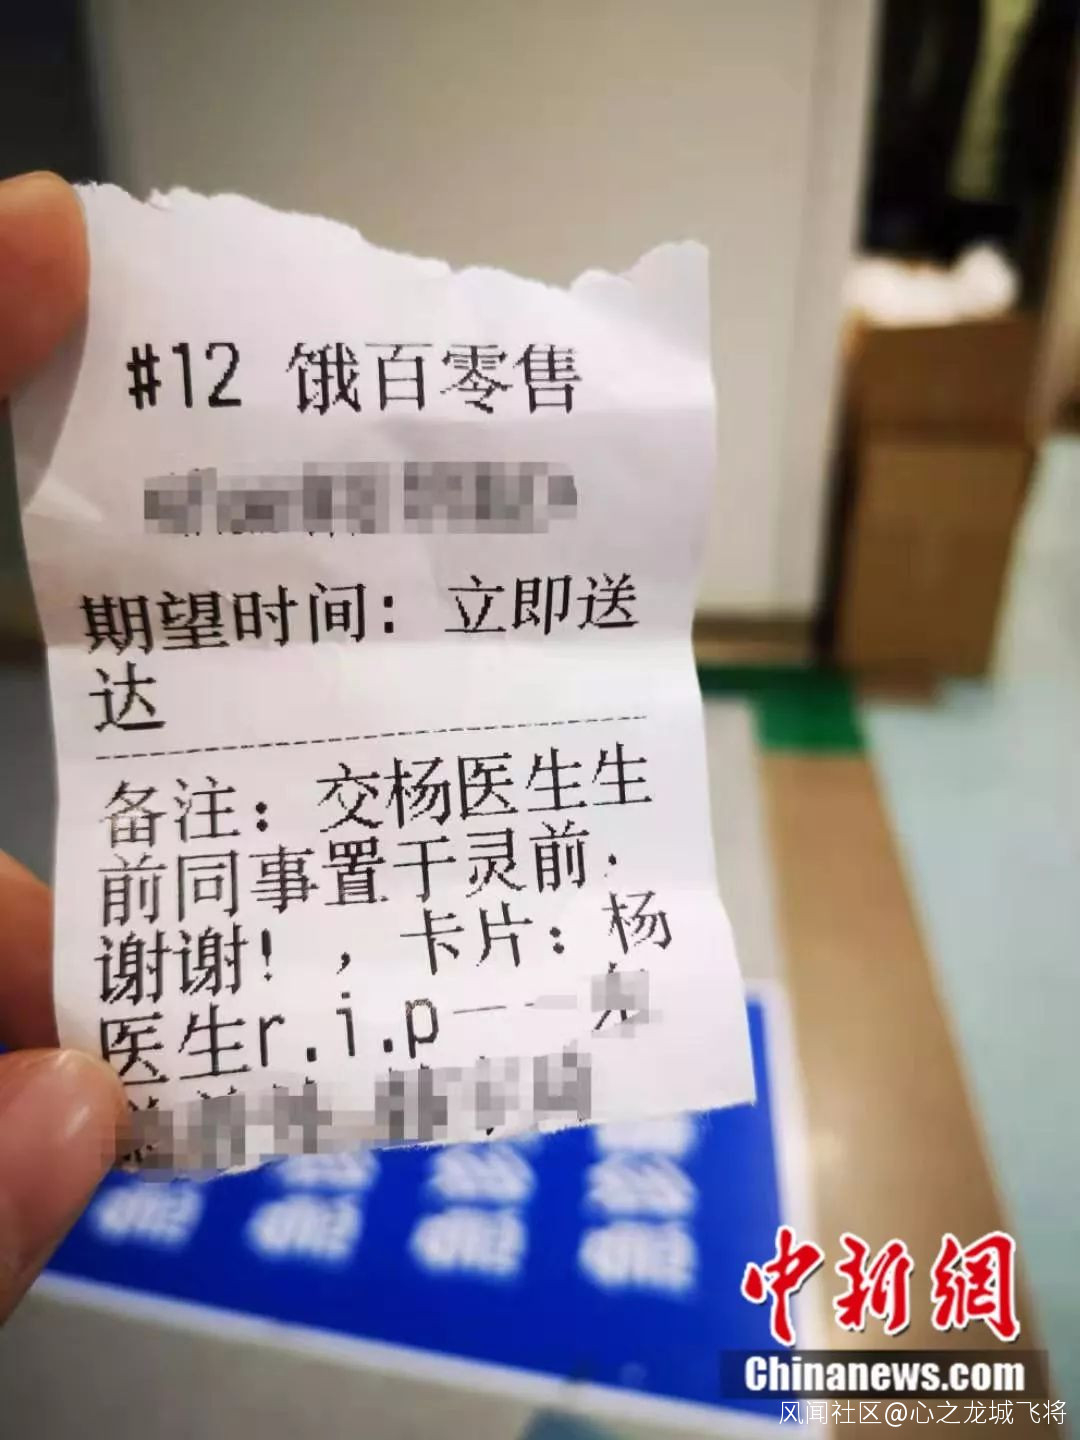 #12 饿百零售
期望时间：立即送
达
备注：交杨医生生
前同事置于灵前.
谢谢！，卡片：杨
医生r.i.p——
中新網
Chinanews.com
风闻社区@心之龙城飞将